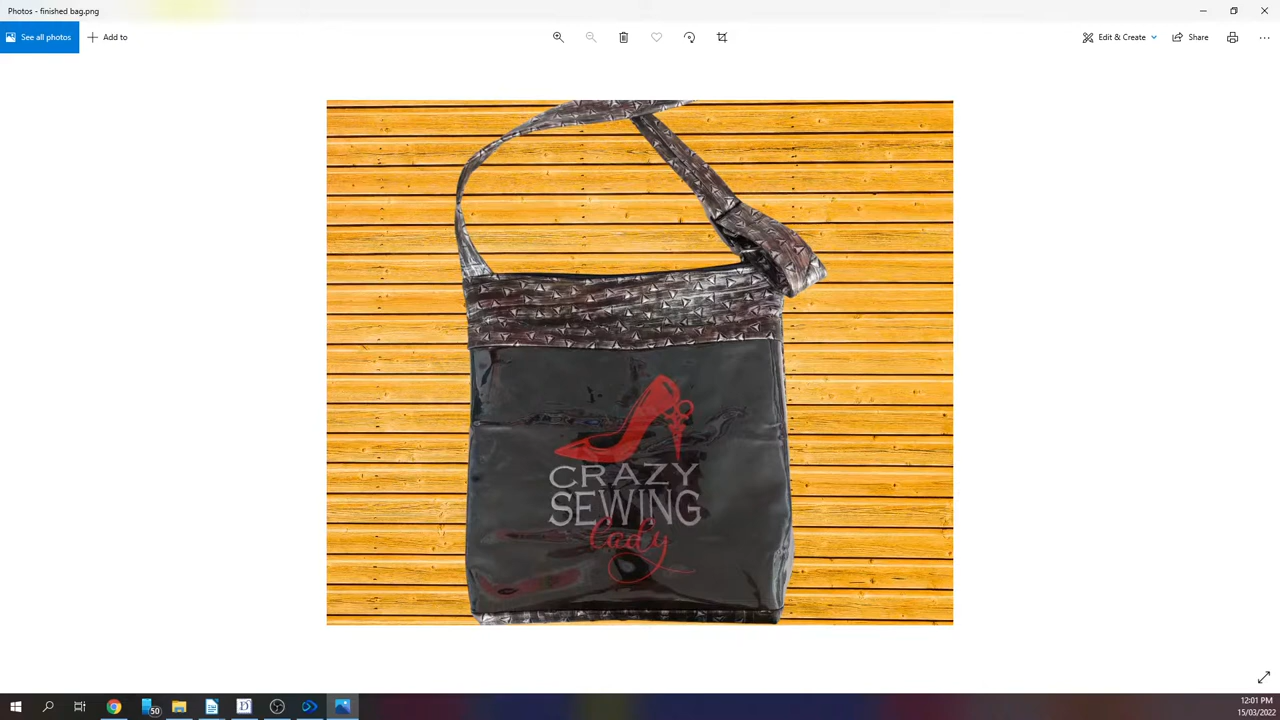 Photos - finished bag.png
See all photos
Add to
Edit & Create
Share
CRAZY
SEWING
Lady
50
12:01 PM
15/03/2022